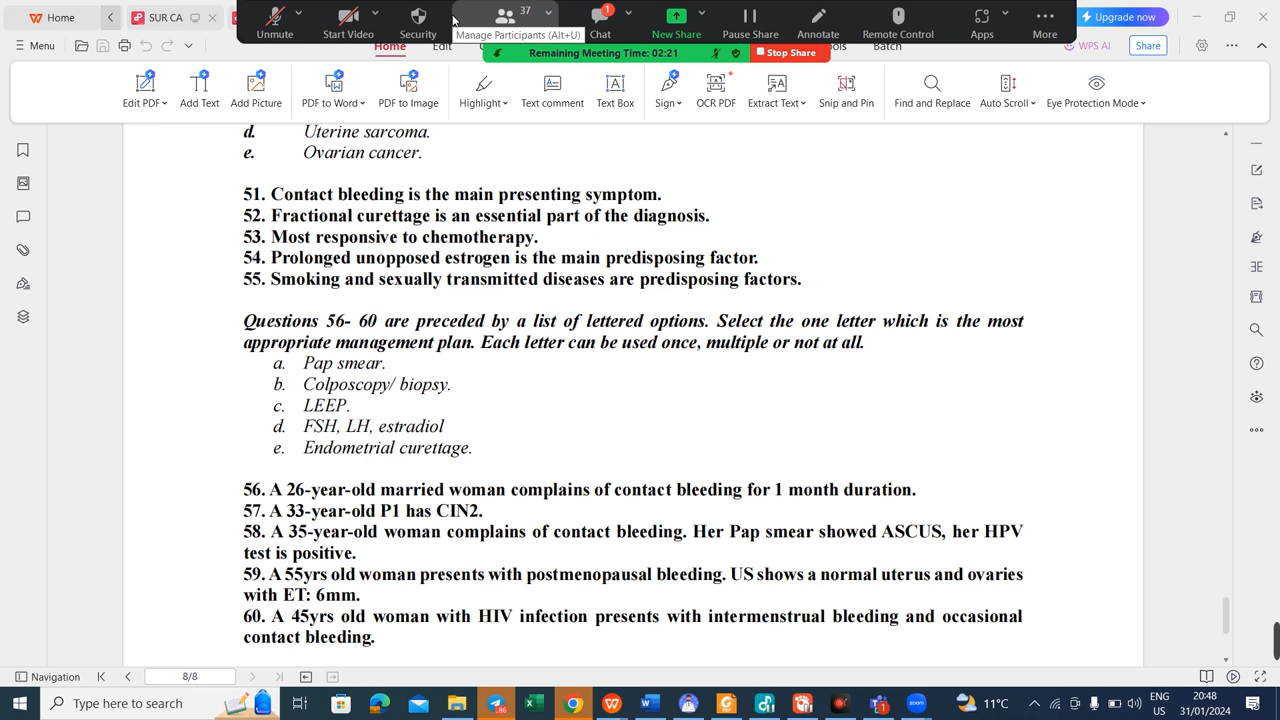 Home
SUR CA
Unmute
Start Video
Security
37
Chat
1
New Share
Pause Share
Annotate
Remote Control
Apps
More
Upgrade now
Manage Participants (Alt+U)
Menu
Home
Edit
Remaining Meeting Time: 02:21
Stop Share
Batch
WPS AI
Share
Edit PDF
Add Text
Add Picture
PDF to Word
PDF to Image
Highlight
Text comment
Text Box
Sign
OCR PDF
Extract Text
Snip and Pin
Find and Replace
Auto Scroll
Eye Protection Mode
d. Uterine sarcoma.
e. Ovarian cancer.
51. Contact bleeding is the main presenting symptom.
52. Fractional curettage is an essential part of the diagnosis.
53. Most responsive to chemotherapy.
54. Prolonged unopposed estrogen is the main predisposing factor.
55. Smoking and sexually transmitted diseases are predisposing factors.
Questions 56- 60 are preceded by a list of lettered options. Select the one letter which is the most
appropriate management plan. Each letter can be used once, multiple or not at all.
a. Pap smear.
b. Colposcopy/ biopsy.
c. LEEP.
d. FSH, LH, estradiol
e. Endometrial curettage.
56. A 26-year-old married woman complains of contact bleeding for 1 month duration.
57. A 33-year-old P1 has CIN2.
58. A 35-year-old woman complains of contact bleeding. Her Pap smear showed ASCUS, her HPV
test is positive.
59. A 55yrs old woman presents with postmenopausal bleeding. US shows a normal uterus and ovaries
with ET: 6mm.
60. A 45yrs old woman with HIV infection presents with intermenstrual bleeding and occasional
contact bleeding.
Navigation
8/8
Type here to search
11°C
ENG
US
20:48
31/01/2024